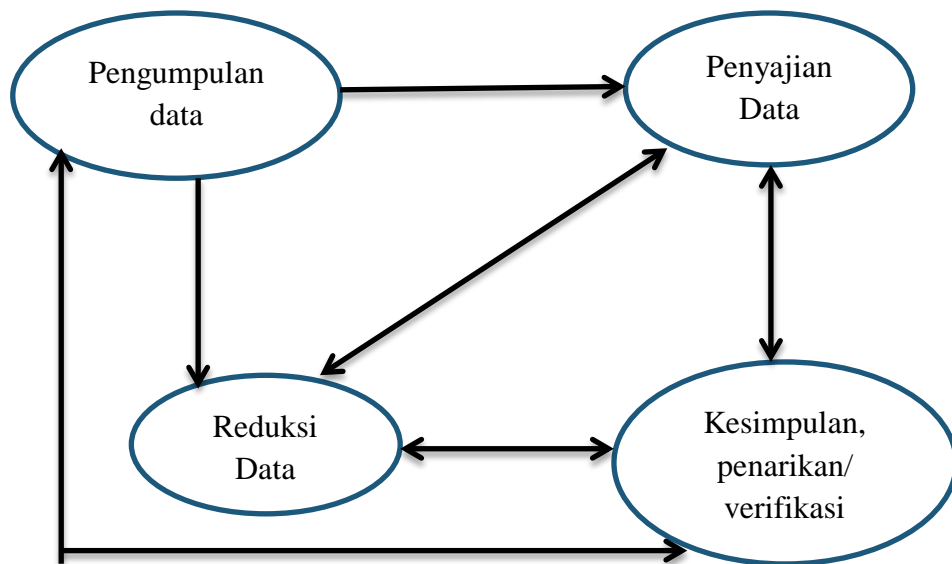 Pengumpulan
data
Penyajian
Data
Reduksi
Data
Kesimpulan,
penarikan/
verifikasi